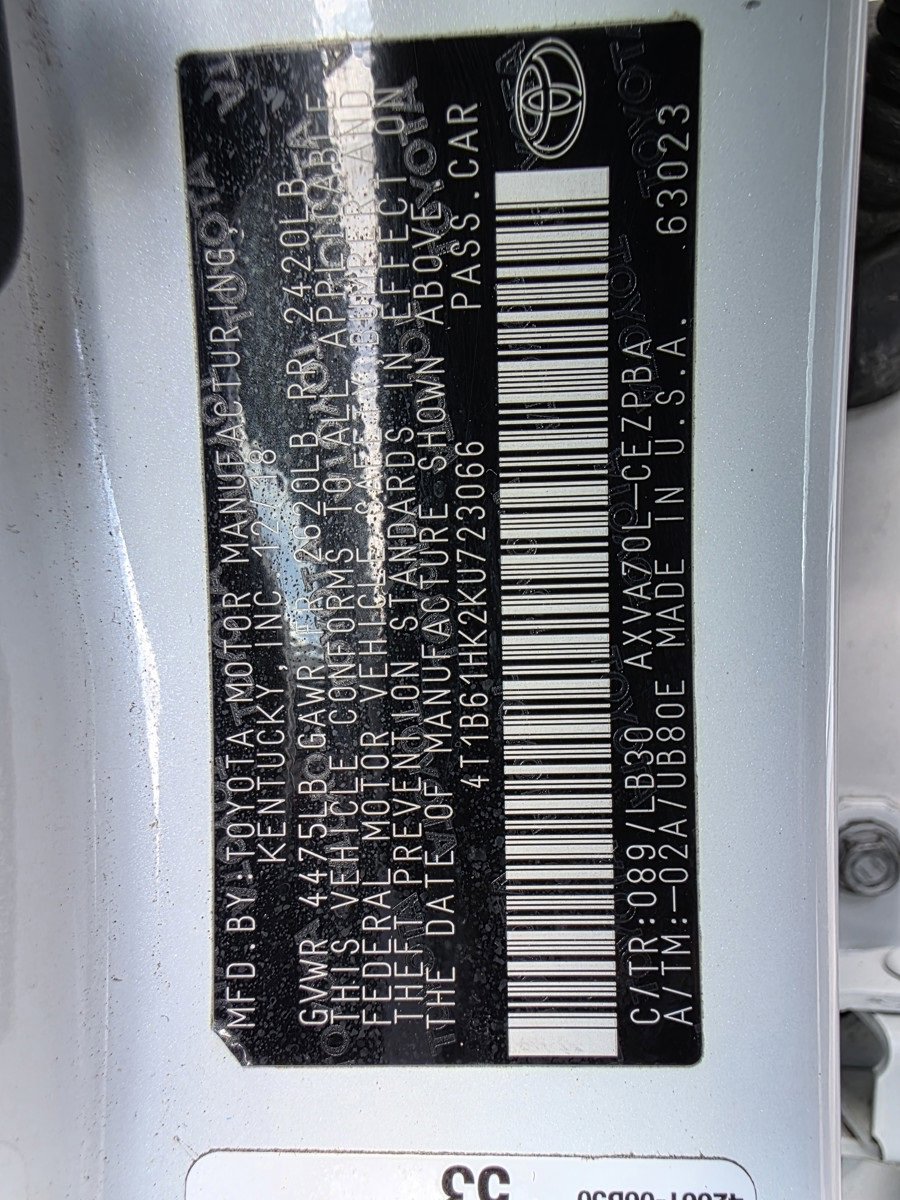 MFD.BY:TOYOTA MOTOR MANUFACTURING,
KENTUCKY,INC 12/18
GVWR 4475LB GAWR FR 2620LB RR 2420LB
THIS VEHICLE CONFORMS TO ALL APPLICABLE
FEDERAL MOTOR VEHICLE SAFETY,BUMPER,AND
THEFT PREVENTION STANDARDS IN EFFECT ON
THE DATE OF MANUFACTURE SHOWN ABOVE.
4T1B61HK2KU723066 PASS.CAR
C/TR:089/LB30 AXVA70L-CEZPBA
A/TM:-02A/UB80E MADE IN U.S.A. 63023
53